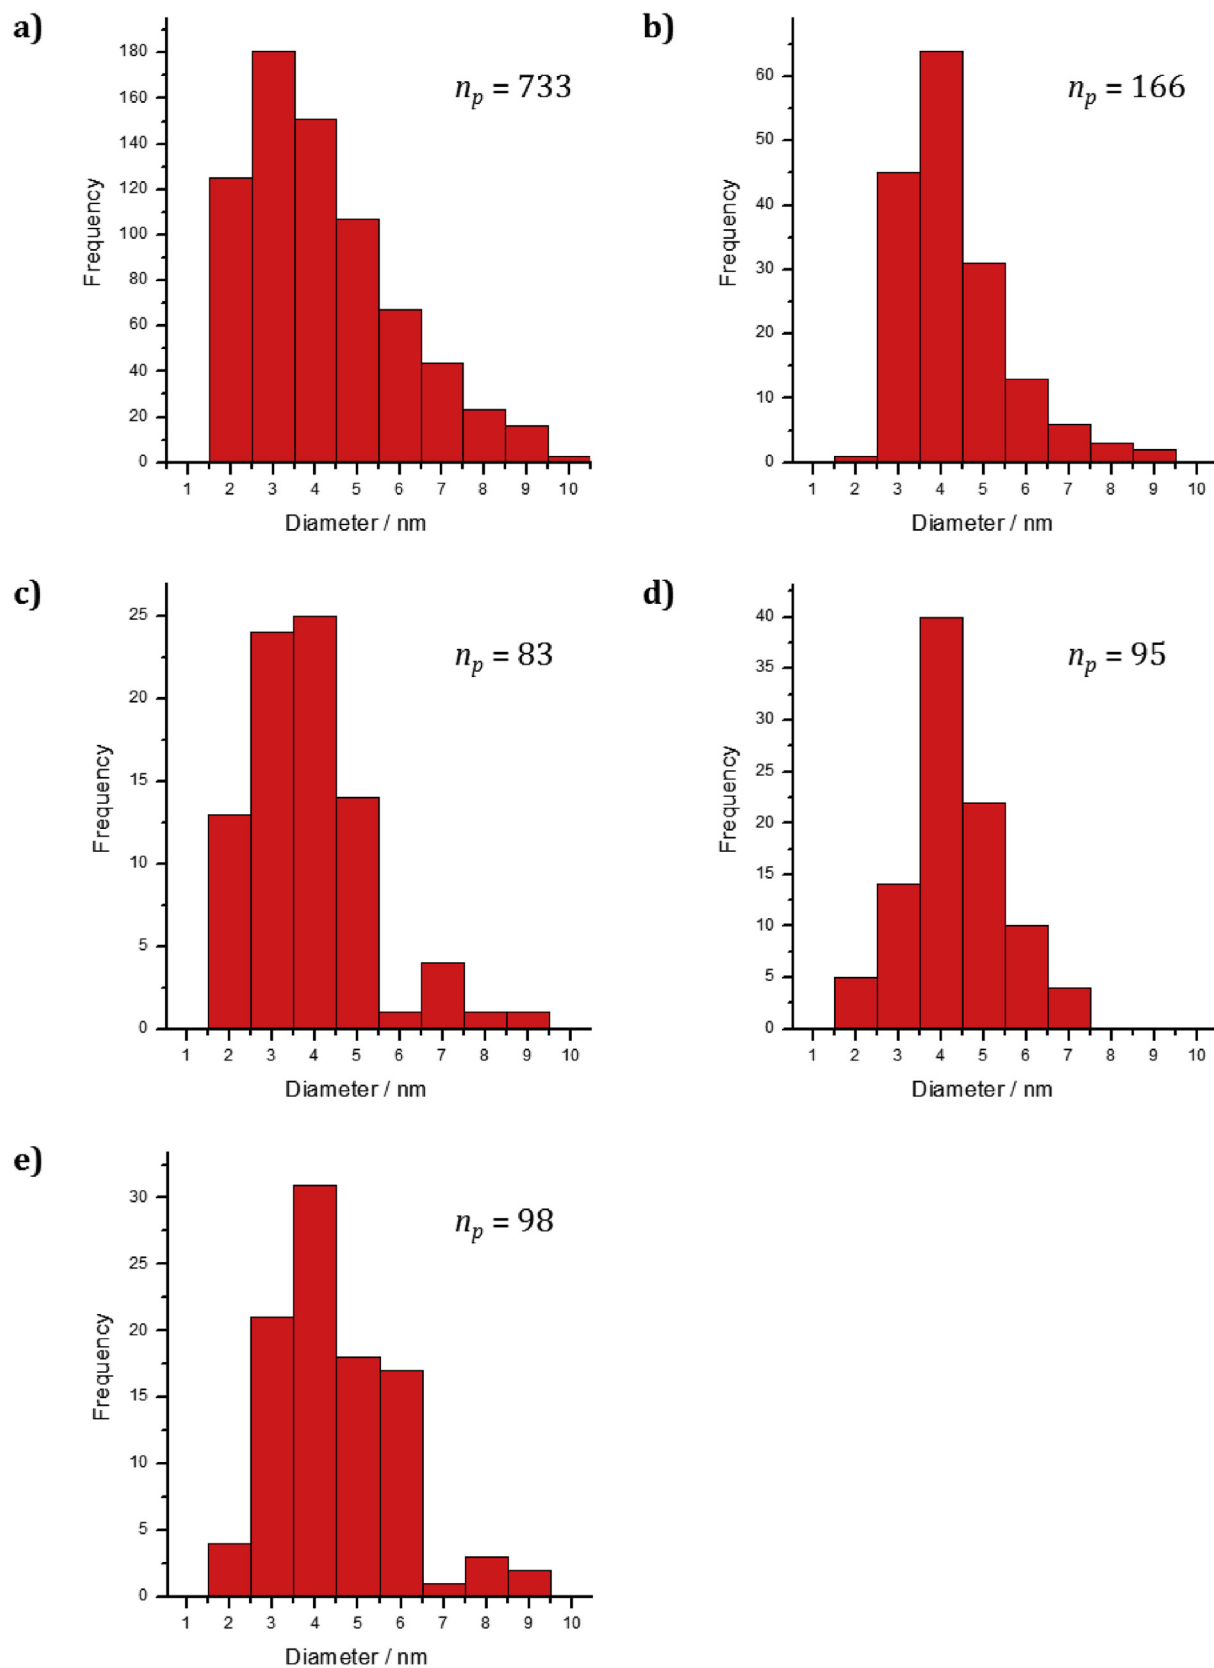 a)
n_p = 733
Frequency
180
160
140
120
100
80
60
40
20
0
1 2 3 4 5 6 7 8 9 10
Diameter / nm
b)
n_p = 166
Frequency
60
50
40
30
20
10
0
1 2 3 4 5 6 7 8 9 10
Diameter / nm
c)
n_p = 83
Frequency
25
20
15
10
5
0
1 2 3 4 5 6 7 8 9 10
Diameter / nm
d)
n_p = 95
Frequency
40
35
30
25
20
15
10
5
0
1 2 3 4 5 6 7 8 9 10
Diameter / nm
e)
n_p = 98
Frequency
30
25
20
15
10
5
0
1 2 3 4 5 6 7 8 9 10
Diameter / nm